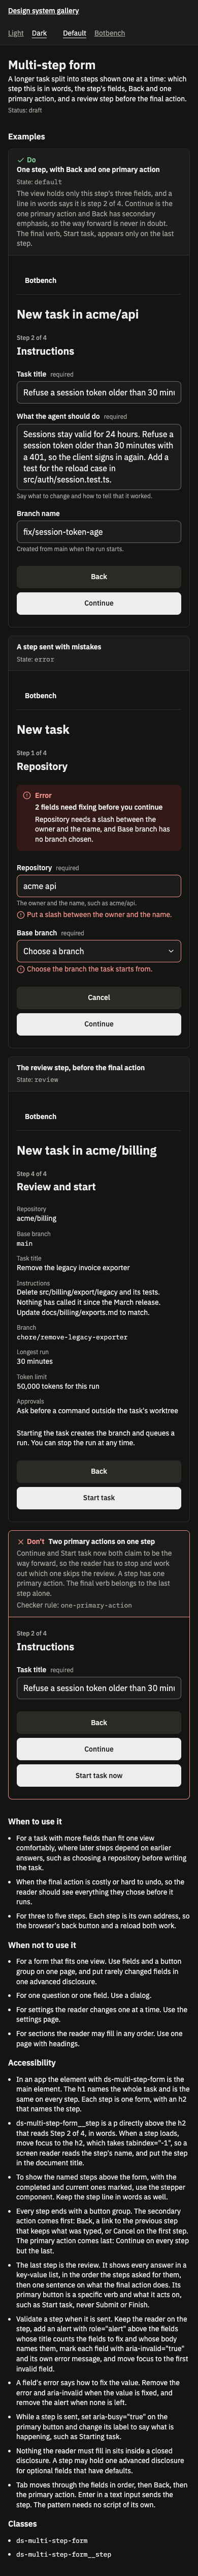 Design system gallery
Light Dark Default Botbench
Multi-step form
A longer task split into steps shown one at a time: which
step this is in words, the step's fields, Back and one
primary action, and a review step before the final action.
Status: draft
Examples
Do
One step, with Back and one primary action
State: default
The view holds only this step's three fields, and a
line in words says it is step 2 of 4. Continue is the
one primary action and Back has secondary
emphasis, so the way forward is never in doubt.
The final verb, Start task, appears only on the last
step.
Botbench
New task in acme/api
Step 2 of 4
Instructions
Task title required
Refuse a session token older than 30 min
What the agent should do required
Sessions stay valid for 24 hours. Refuse a
session token older than 30 minutes with
a 401, so the client signs in again. Add a
test for the reload case in
src/auth/session.test.ts.
Say what to change and how to tell that it worked.
Branch name
fix/session-token-age
Created from main when the run starts.
Back
Continue
A step sent with mistakes
State: error
Botbench
New task
Step 1 of 4
Repository
Error
2 fields need fixing before you continue
Repository needs a slash between the
owner and the name, and Base branch has
no branch chosen.
Repository required
acme api
The owner and the name, such as acme/api.
Put a slash between the owner and the name.
Base branch required
Choose a branch
Choose the branch the task starts from.
Cancel
Continue
The review step, before the final action
State: review
Botbench
New task in acme/billing
Step 4 of 4
Review and start
Repository
acme/billing
Base branch
main
Task title
Remove the legacy invoice exporter
Instructions
Delete src/billing/export/legacy and its tests.
Nothing has called it since the March release.
Update docs/billing/exports.md to match.
Branch
chore/remove-legacy-exporter
Longest run
30 minutes
Token limit
50,000 tokens for this run
Approvals
Ask before a command outside the task's worktree
Starting the task creates the branch and queues a
run. You can stop the run at any time.
Back
Start task
Don't Two primary actions on one step
Continue and Start task now both claim to be the
way forward, so the reader has to stop and work
out which one skips the review. A step has one
primary action. The final verb belongs to the last
step alone.
Checker rule: one-primary-action
Step 2 of 4
Instructions
Task title required
Refuse a session token older than 30 min
Back
Continue
Start task now
When to use it
• For a task with more fields than fit one view
comfortably, where later steps depend on earlier
answers, such as choosing a repository before writing
the task.
• When the final action is costly or hard to undo, so the
reader should see everything they chose before it
runs.
• For three to five steps. Each step is its own address, so
the browser's back button and a reload both work.
When not to use it
• For a form that fits one view. Use fields and a button
group on one page, and put rarely changed fields in
one advanced disclosure.
• For one question or one field. Use a dialog.
• For settings the reader changes one at a time. Use the
settings page.
• For sections the reader may fill in any order. Use one
page with headings.
Accessibility
• In an app the element with ds-multi-step-form is the
main element. The h1 names the whole task and is the
same on every step. Each step is one form, with an h2
that names the step.
• ds-multi-step-form__step is a p directly above the h2
that reads Step 2 of 4, in words. When a step loads,
move focus to the h2, which takes tabindex="-1", so a
screen reader reads the step's name, and put the step
in the document title.
• To show the named steps above the form, with the
completed and current ones marked, use the stepper
component. Keep the step line in words as well.
• Every step ends with a button group. The secondary
action comes first: Back, a link to the previous step
that keeps what was typed, or Cancel on the first step.
The primary action comes last: Continue on every step
but the last.
• The last step is the review. It shows every answer in a
key-value list, in the order the steps asked for them,
then one sentence on what the final action does. Its
primary button is a specific verb and what it acts on,
such as Start task, never Submit or Finish.
• Validate a step when it is sent. Keep the reader on the
step, add an alert with role="alert" above the fields
whose title counts the fields to fix and whose body
names them, mark each field with aria-invalid="true"
and its own error message, and move focus to the first
invalid field.
• A field's error says how to fix the value. Remove the
error and aria-invalid when the value is fixed, and
remove the alert when none is left.
• While a step is sent, set aria-busy="true" on the
primary button and change its label to say what is
happening, such as Starting task.
• Nothing the reader must fill in sits inside a closed
disclosure. A step may hold one advanced disclosure
for optional fields that have defaults.
• Tab moves through the fields in order, then Back, then
the primary action. Enter in a text input sends the
step. The pattern needs no script of its own.
Classes
• ds-multi-step-form
• ds-multi-step-form__step